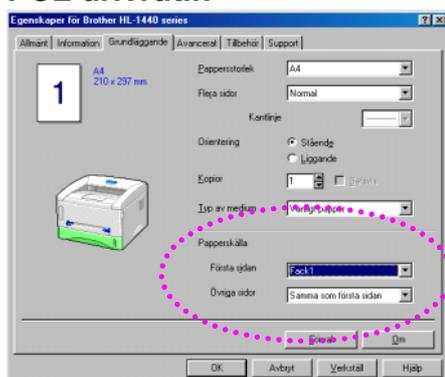 Egenskaper för Brother HL-1440 series
Allmänt Information Grundläggande Avancerat Tillbehör Support
1
A4
210 x 297 mm
Pappersstorlek A4
Flera sidor Normal
Kantlinje
Orientering Stående
Liggande
Kopior 1 Sortera
Typ av medium Vanligt papper
Papperskälla
Första sidan Fack1
Övriga sidor Samma som första sidan
Förvals Om
OK Avbryt Verkställ Hjälp